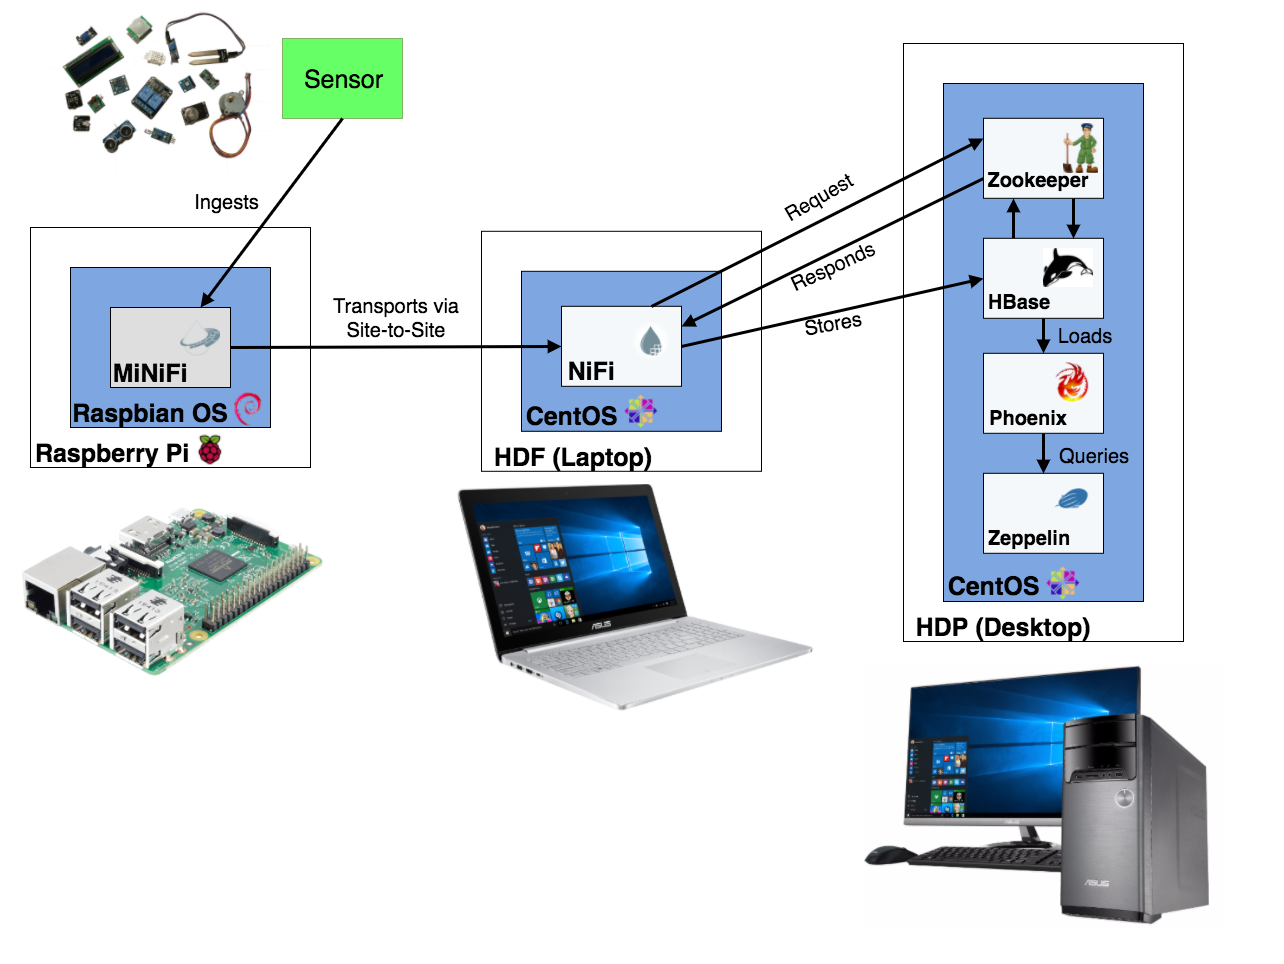 Sensor
Ingests
MiNiFi
Raspbian OS
Raspberry Pi
Transports via
Site-to-Site
NiFi
CentOS
HDF (Laptop)
Request
Responds
Stores
Zookeeper
HBase
Loads
Phoenix
Queries
Zeppelin
CentOS
HDP (Desktop)
ASUS
ASUS